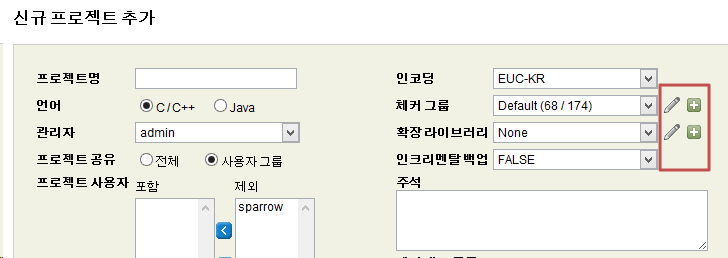 신규 프로젝트 추가
프로젝트명
언어 C / C++ Java
관리자 admin
프로젝트 공유 전체 사용자 그룹
프로젝트 사용자 포함 제외
sparrow
인코딩 EUC-KR
체커 그룹 Default (68 / 174)
확장 라이브러리 None
인크리멘탈 백업 FALSE
주석